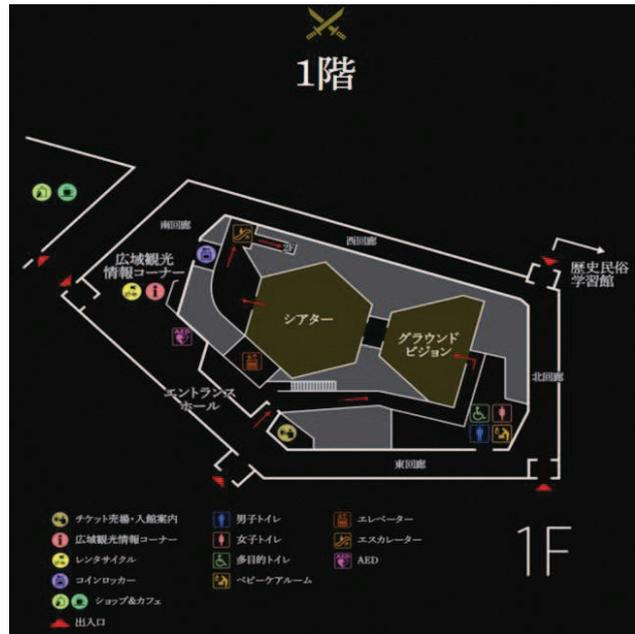 1階
南回廊
西回廊
広域観光
情報コーナー
歴史民俗
学習館
シアター
グラウンド
ビジョン
北回廊
AED
エントランス
ホール
東回廊
チケット売場・入館案内
広域観光情報コーナー
レンタサイクル
コインロッカー
ショップ&カフェ
出入口
男子トイレ
女子トイレ
多目的トイレ
ベビーケアルーム
エレベーター
エスカレーター
AED
1F